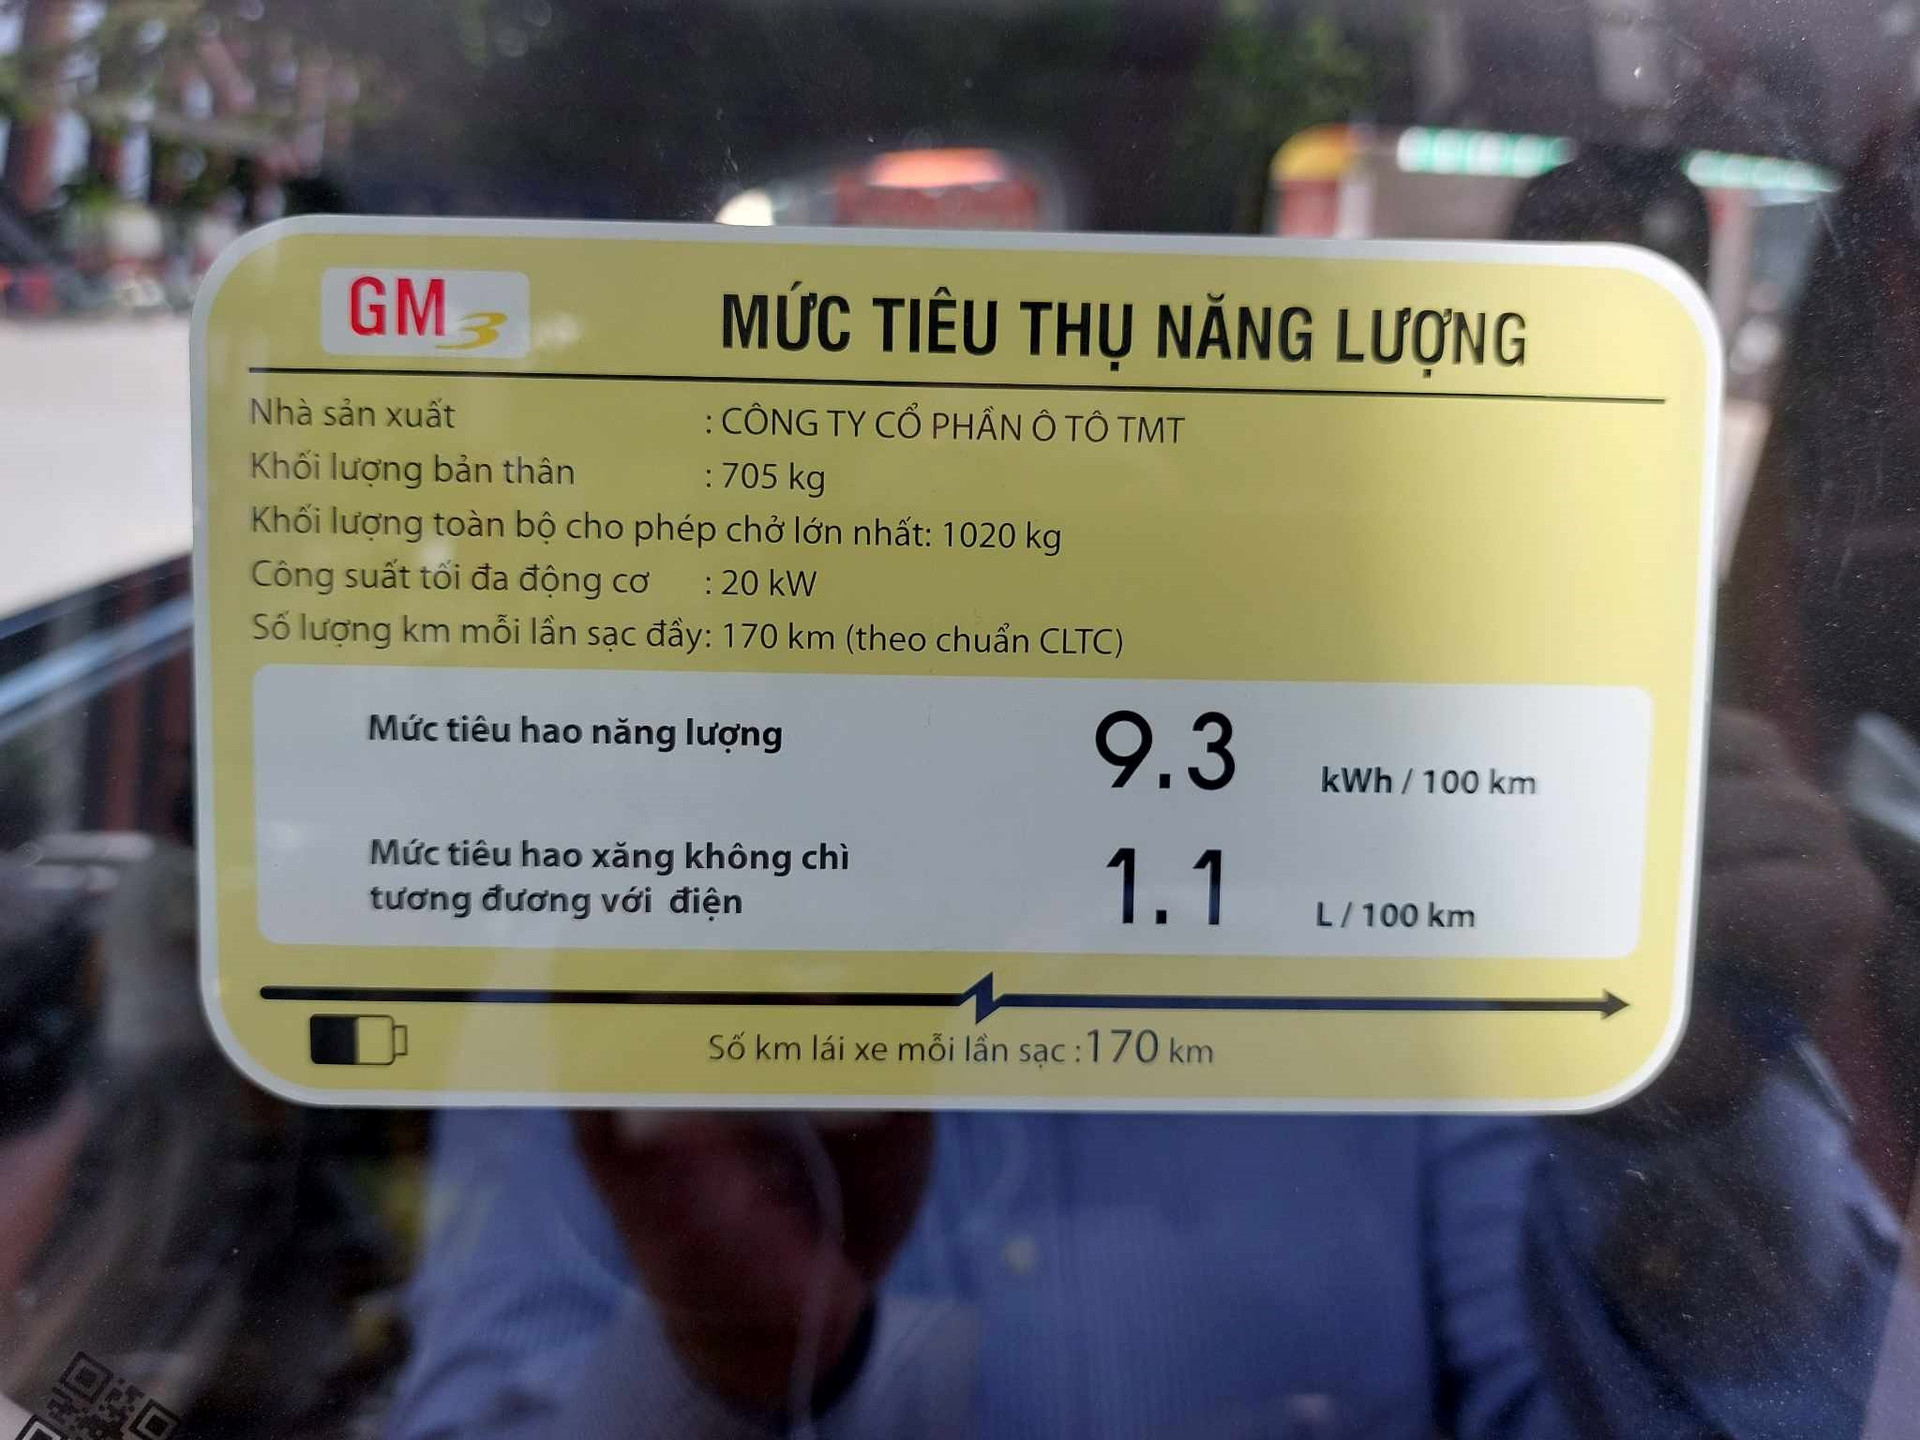 GM3
MỨC TIÊU THỤ NĂNG LƯỢNG
Nhà sản xuất : CÔNG TY CỔ PHẦN Ô TÔ TMT
Khối lượng bản thân : 705 kg
Khối lượng toàn bộ cho phép chở lớn nhất: 1020 kg
Công suất tối đa động cơ : 20 kW
Số lượng km mỗi lần sạc đầy: 170 km (theo chuẩn CLTC)
Mức tiêu hao năng lượng 9.3 kWh / 100 km
Mức tiêu hao xăng không chì
tương đương với điện 1.1 L / 100 km
Số km lái xe mỗi lần sạc :170 km